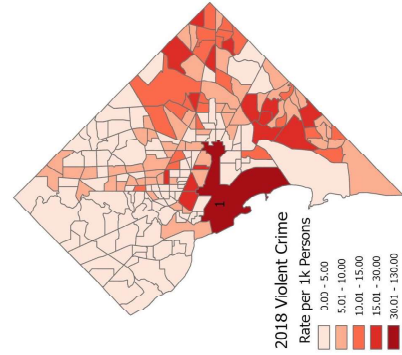 1
2018 Violent Crime
Rate per 1k Persons
0.00 - 5.00
5.01 - 10.00
10.01 - 15.00
15.01 - 30.00
30.01 - 130.00